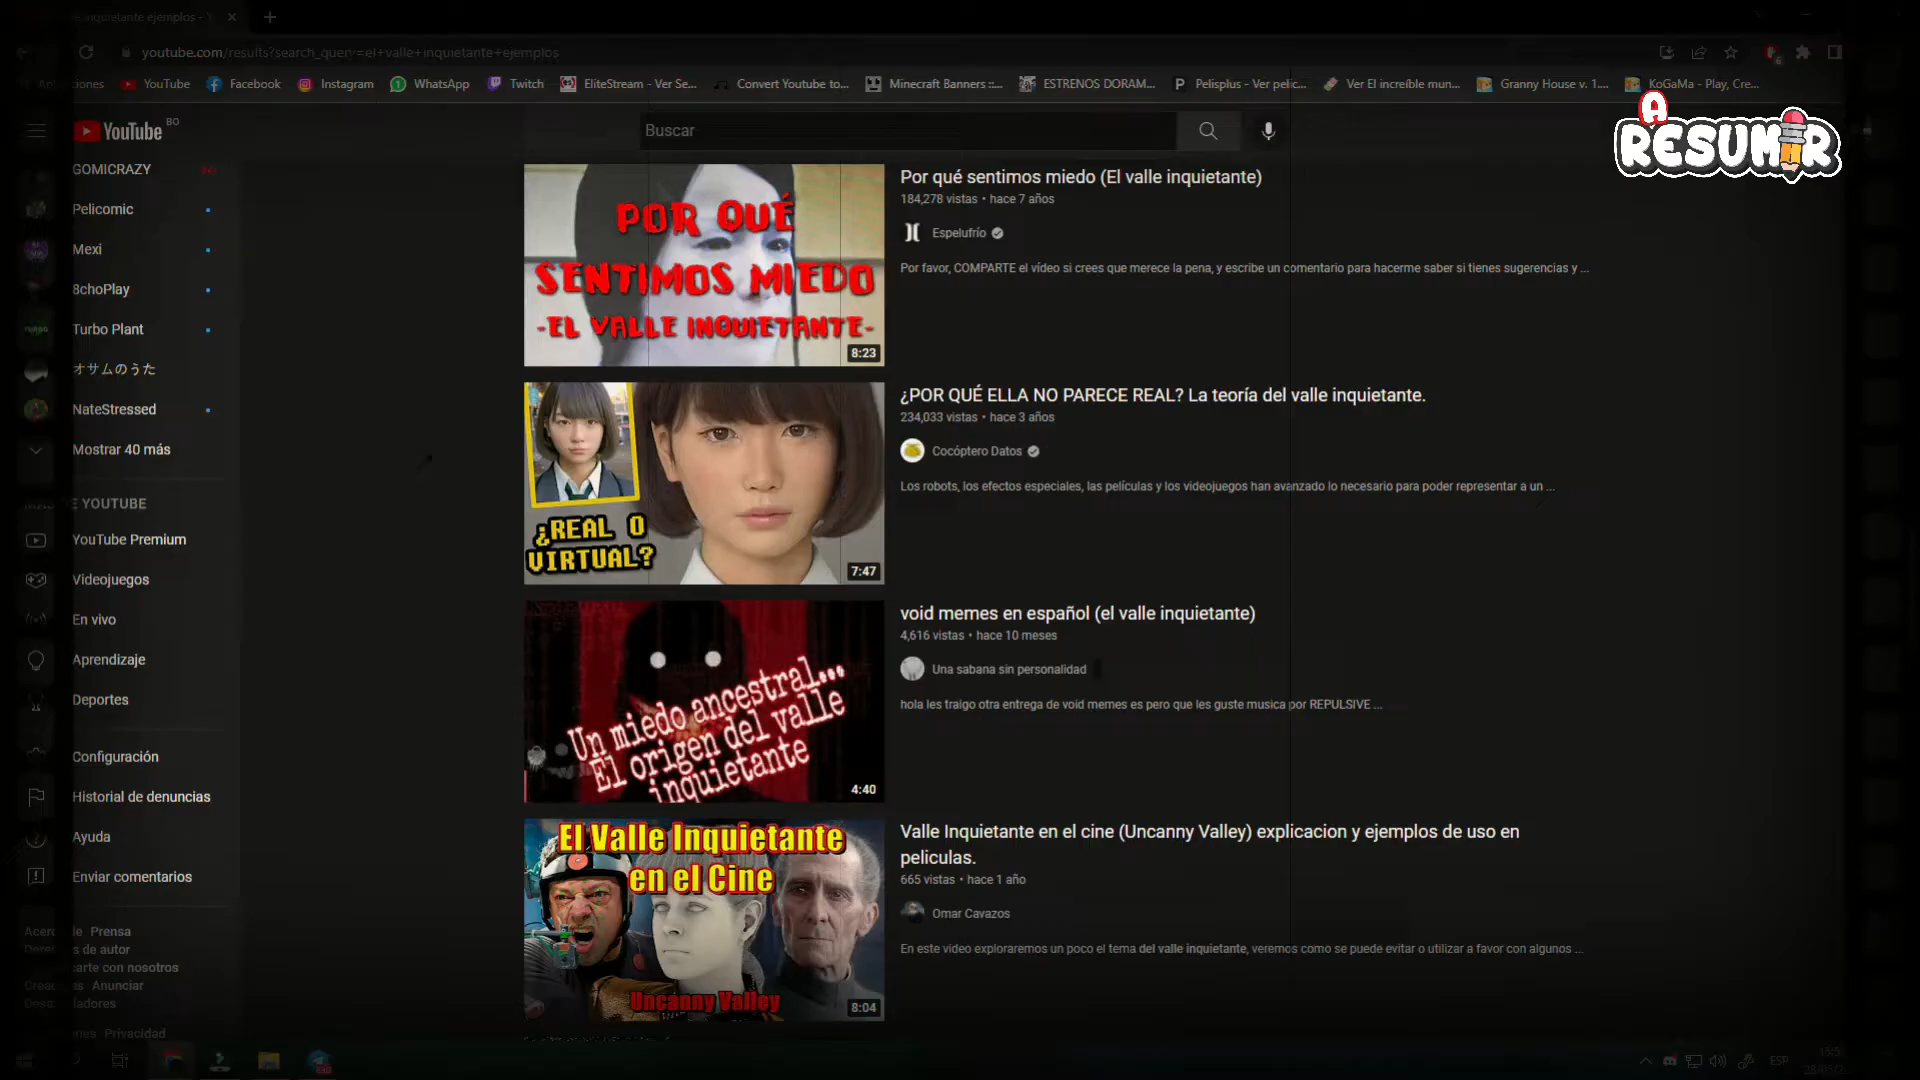 inquietante ejemplos - Y
youtube.com/results?search_query=el+valle+inquietante+ejemplos
YouTube
Facebook
Instagram
WhatsApp
Twitch
EliteStream - Ver Se...
Convert Youtube to...
Minecraft Banners ::...
ESTRENOS DORAM...
Pelisplus - Ver pelíc...
Ver El increíble mun...
Granny House v. 1....
KoGaMa - Play, Cre...
A
RESUMIR
YouTube BO
Buscar
GOMICRAZY
Pelicomic
Mexi
8choPlay
Turbo Plant
オサムのうた
NateStressed
Mostrar 40 más
E YOUTUBE
YouTube Premium
Videojuegos
En vivo
Aprendizaje
Deportes
Configuración
Historial de denuncias
Ayuda
Enviar comentarios
Prensa
de autor
con nosotros
Anunciar
Privacidad
POR QUÉ
SENTIMOS MIEDO
-EL VALLE INQUIETANTE-
8:23
Por qué sentimos miedo (El valle inquietante)
184,278 vistas • hace 7 años
Espelufrío
Por favor, COMPARTE el vídeo si crees que merece la pena, y escribe un comentario para hacerme saber si tienes sugerencias y ...
¿REAL O
VIRTUAL?
7:47
¿POR QUÉ ELLA NO PARECE REAL? La teoría del valle inquietante.
234,033 vistas • hace 3 años
Cocóptero Datos
Los robots, los efectos especiales, las películas y los videojuegos han avanzado lo necesario para poder representar a un ...
Un miedo ancestral...
El origen del valle
inquietante
4:40
void memes en español (el valle inquietante)
4,616 vistas • hace 10 meses
Una sabana sin personalidad
hola les traigo otra entrega de void memes es pero que les guste musica por REPULSIVE ...
El Valle Inquietante
en el Cine
Uncanny Valley
8:04
Valle Inquietante en el cine (Uncanny Valley) explicacion y ejemplos de uso en
peliculas.
665 vistas • hace 1 año
Omar Cavazos
En este video exploraremos un poco el tema del valle inquietante, veremos como se puede evitar o utilizar a favor con algunos ...
ESP